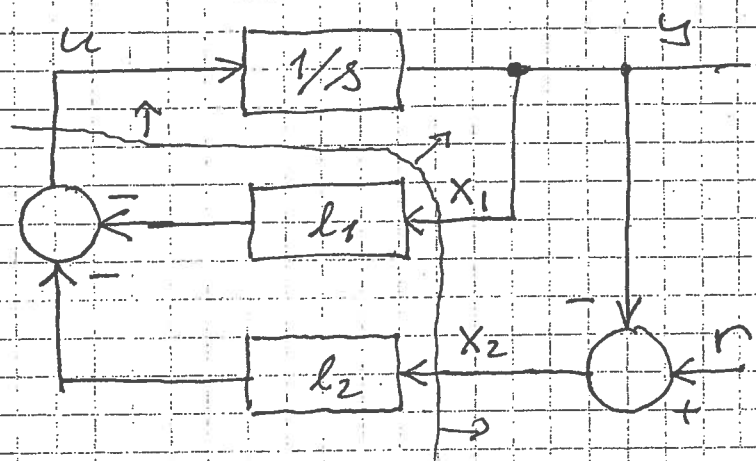 u
1/s
y
-
l₁
x₁
-
-
l₂
x₂
r
+